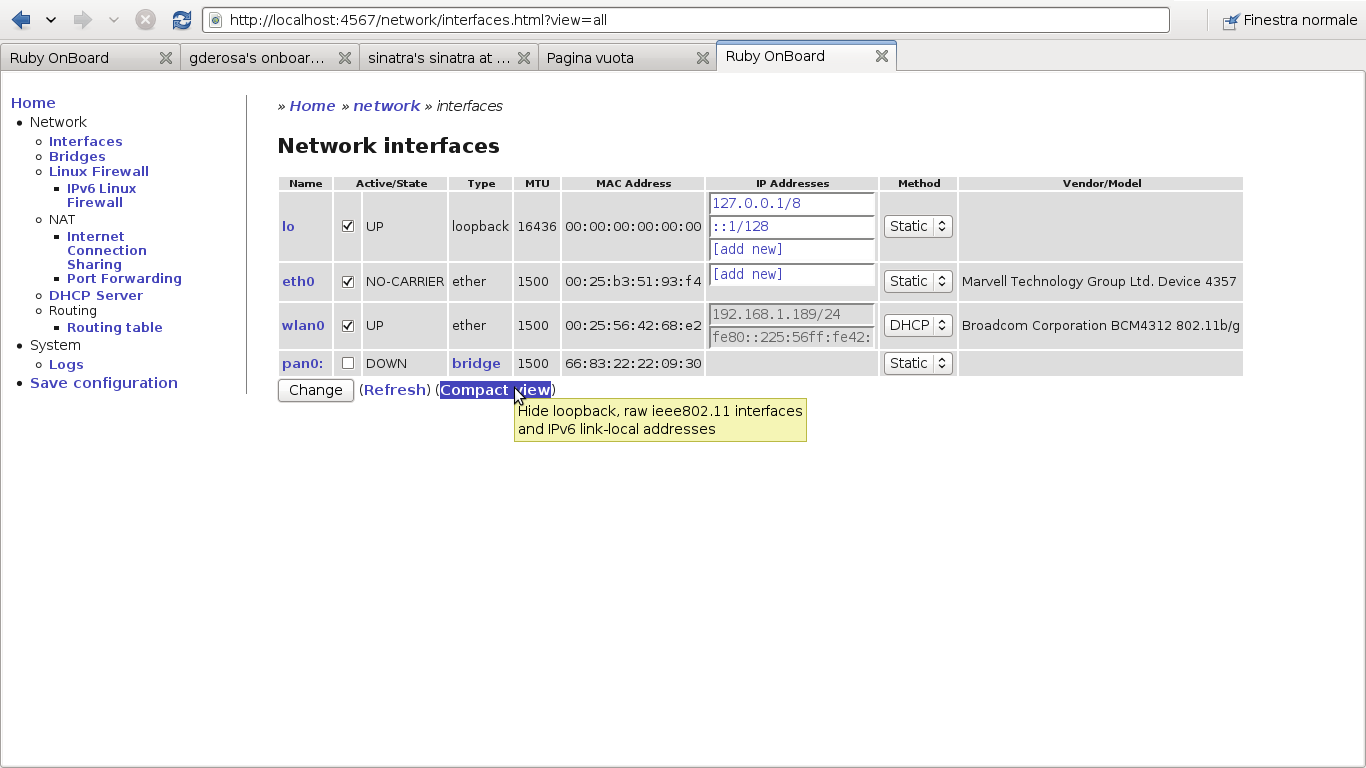 http://localhost:4567/network/interfaces.html?view=all
Finestra normale
Ruby OnBoard
gderosa's onboar...
sinatra's sinatra at ...
Pagina vuota
Ruby OnBoard
Home
Network
Interfaces
Bridges
Linux Firewall
IPv6 Linux
Firewall
NAT
Internet
Connection
Sharing
Port Forwarding
DHCP Server
Routing
Routing table
System
Logs
Save configuration
» Home » network » interfaces
Network interfaces
Name Active/State Type MTU MAC Address IP Addresses Method Vendor/Model
127.0.0.1/8
lo UP loopback 16436 00:00:00:00:00:00 ::1/128 Static
[add new]
[add new]
eth0 NO-CARRIER ether 1500 00:25:b3:51:93:f4 Static Marvell Technology Group Ltd. Device 4357
192.168.1.189/24
wlan0 UP ether 1500 00:25:56:42:68:e2 DHCP Broadcom Corporation BCM4312 802.11b/g
fe80::225:56ff:fe42:
pan0: DOWN bridge 1500 66:83:22:22:09:30 Static
Change (Refresh) (Compact view)
Hide loopback, raw ieee802.11 interfaces
and IPv6 link-local addresses